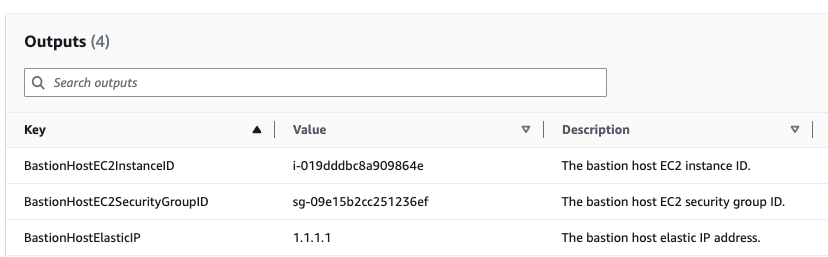 Outputs (4)
Search outputs
Key Value Description
BastionHostEC2InstanceID i-019dddbc8a909864e The bastion host EC2 instance ID.
BastionHostEC2SecurityGroupID sg-09e15b2cc251236ef The bastion host EC2 security group ID.
BastionHostElasticIP 1.1.1.1 The bastion host elastic IP address.